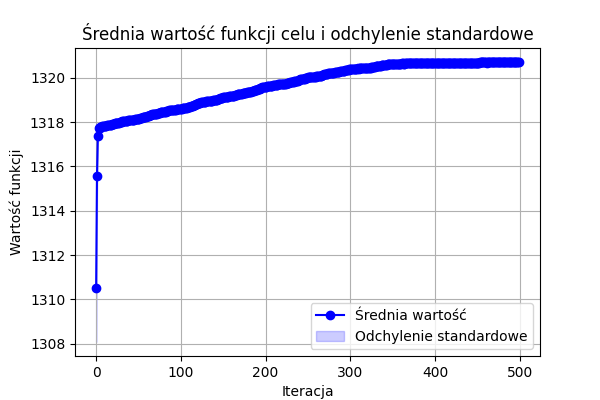 Średnia wartość funkcji celu i odchylenie standardowe
Wartość funkcji
1320
1318
1316
1314
1312
1310
1308
0 100 200 300 400 500
Iteracja
Średnia wartość
Odchylenie standardowe